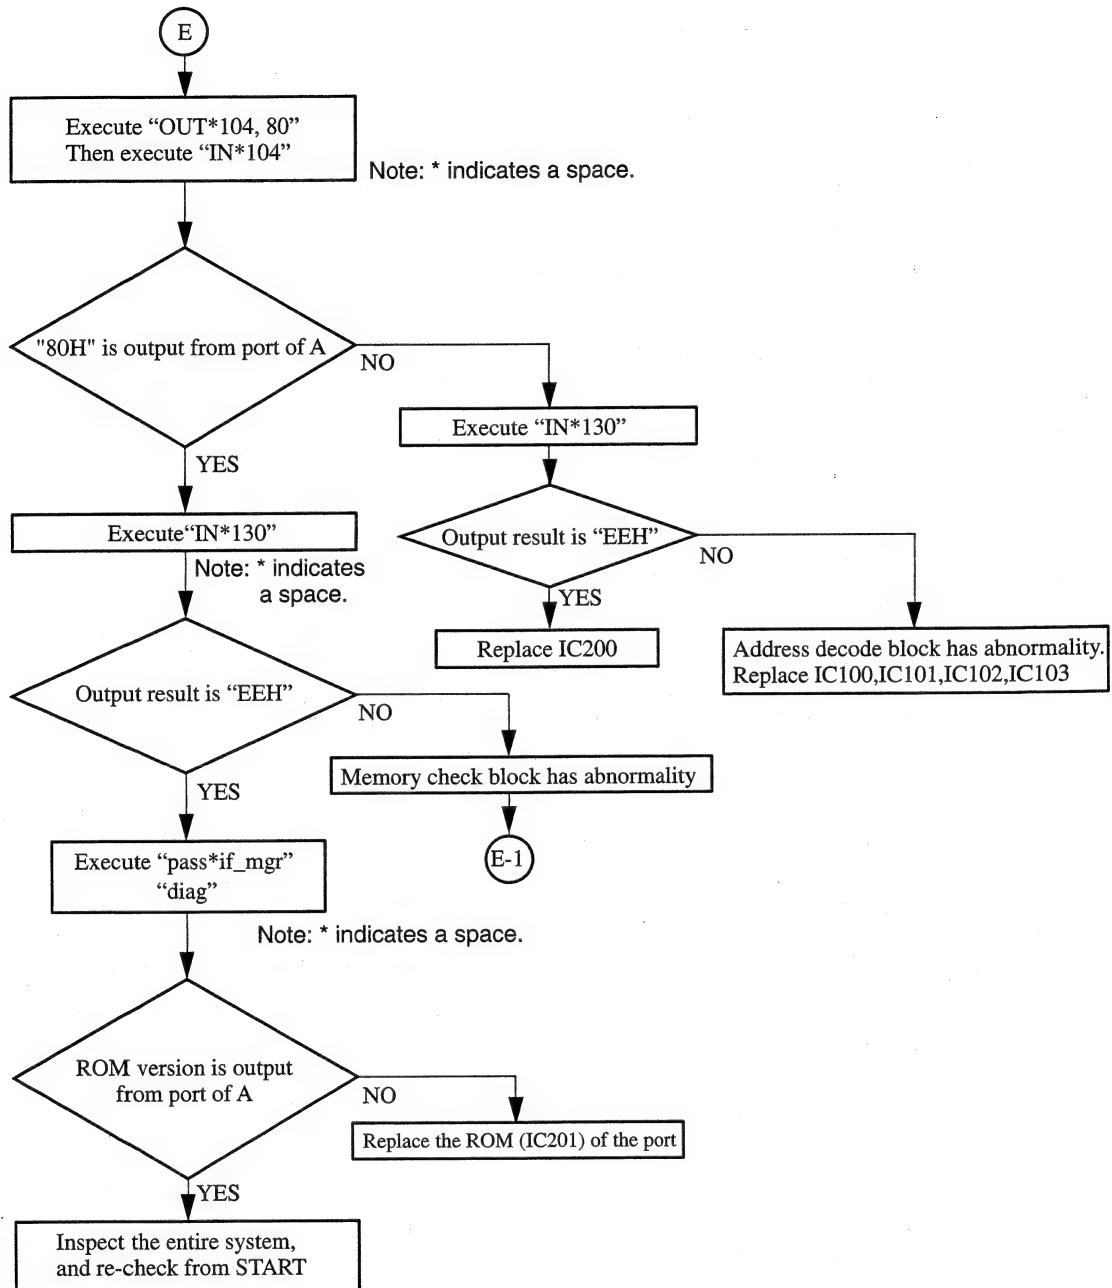 E
Execute “OUT*104, 80”
Then execute “IN*104”
Note: * indicates a space.
"80H" is output from port of A
NO
YES
Execute “IN*130”
Execute“IN*130”
Note: * indicates
a space.
Output result is “EEH”
NO
YES
Replace IC200
Address decode block has abnormality.
Replace IC100,IC101,IC102,IC103
Output result is “EEH”
NO
YES
Memory check block has abnormality
E-1
Execute “pass*if_mgr”
“diag”
Note: * indicates a space.
ROM version is output
from port of A
NO
YES
Replace the ROM (IC201) of the port
Inspect the entire system,
and re-check from START